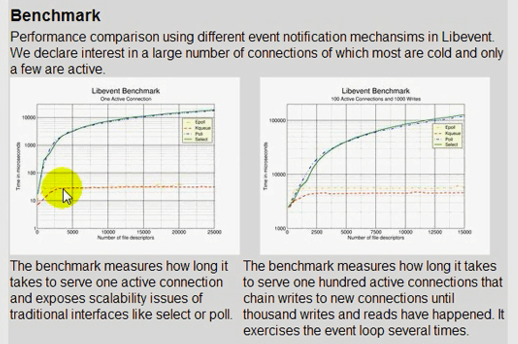 Benchmark
Performance comparison using different event notification mechansims in Libevent.
We declare interest in a large number of connections of which most are cold and only
a few are active.
Libevent Benchmark
One Active Connection
Time in microseconds
10000
1000
100
10
1
Epoll
Kqueue
Poll
Select
0
5000
10000
15000
20000
25000
Number of file descriptors
Libevent Benchmark
100 Active Connections and 1000 Writes
Time in microseconds
100000
10000
1000
Epoll
Kqueue
Poll
Select
0
2500
5000
7500
10000
12500
15000
Number of file descriptors
The benchmark measures how long it
takes to serve one active connection
and exposes scalability issues of
traditional interfaces like select or poll.
The benchmark measures how long it takes
to serve one hundred active connections that
chain writes to new connections until
thousand writes and reads have happened. It
exercises the event loop several times.